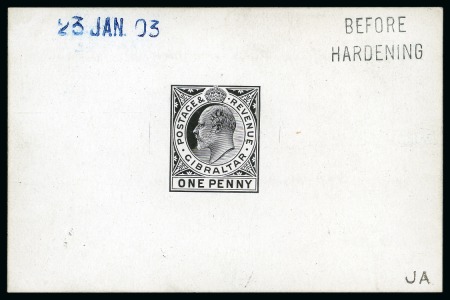 23 JAN. 03
BEFORE
HARDENING
POSTAGE & REVENUE
GIBRALTAR
ONE PENNY
JA